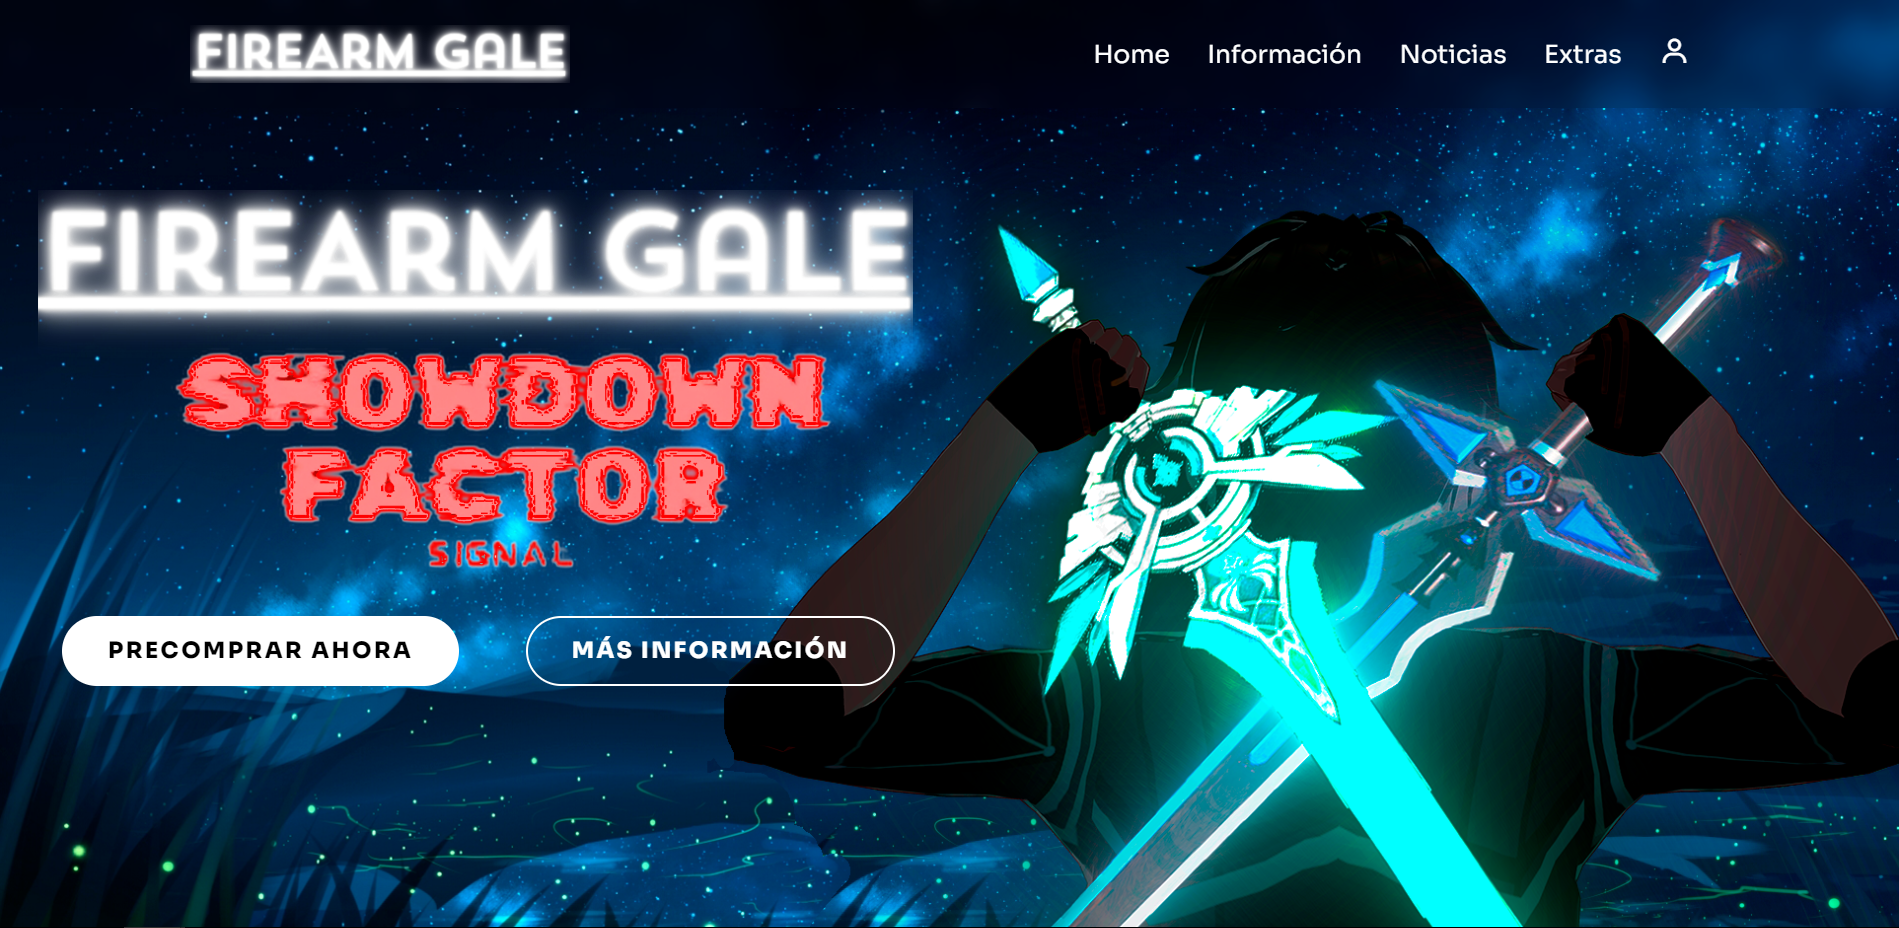 FIREARM GALE
Home Información Noticias Extras
FIREARM GALE
SHOWDOWN
FACTOR
SIGNAL
PRECOMPRAR AHORA MÁS INFORMACIÓN